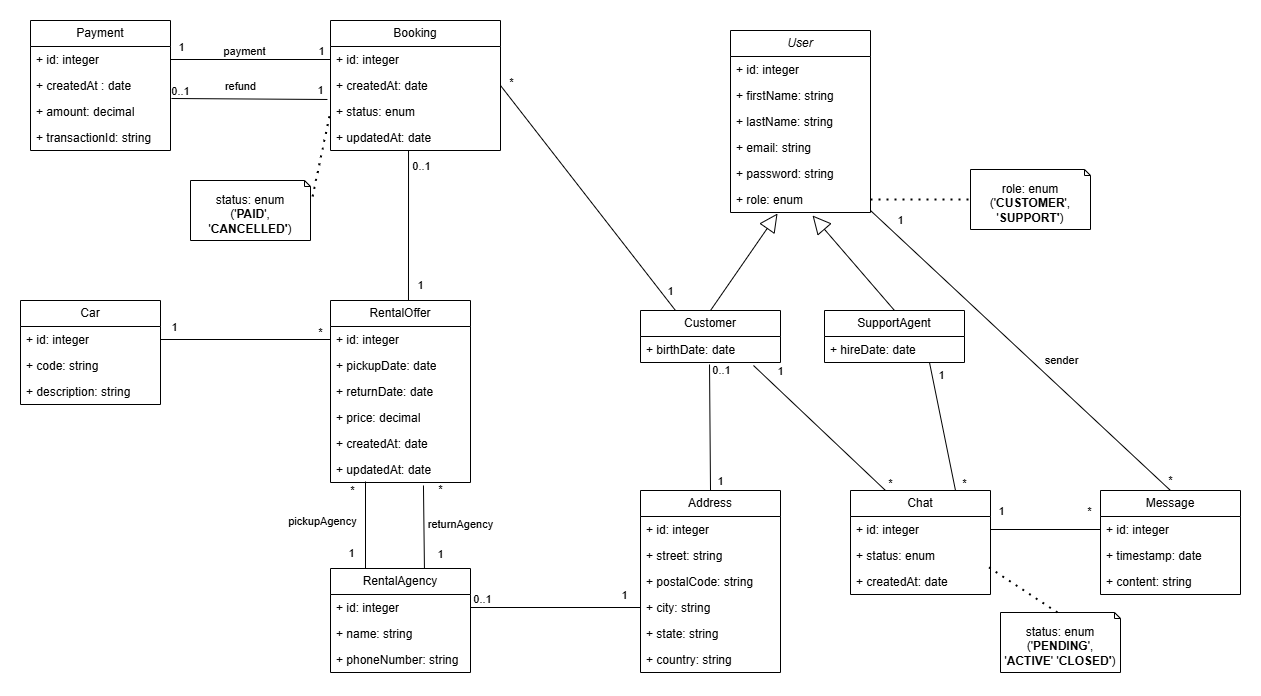 Payment
+ id: integer
+ createdAt : date
+ amount: decimal
+ transactionId: string
1
payment
1
0..1
refund
1
Booking
+ id: integer
+ createdAt: date
+ status: enum
+ updatedAt: date
*
0..1
status: enum
('PAID',
'CANCELLED')
User
+ id: integer
+ firstName: string
+ lastName: string
+ email: string
+ password: string
+ role: enum
role: enum
('CUSTOMER',
'SUPPORT')
1
1
1
Car
+ id: integer
+ code: string
+ description: string
1
*
RentalOffer
+ id: integer
+ pickupDate: date
+ returnDate: date
+ price: decimal
+ createdAt: date
+ updatedAt: date
Customer
+ birthDate: date
SupportAgent
+ hireDate: date
sender
0..1
1
1
*
*
pickupAgency
returnAgency
1
1
1
*
*
*
RentalAgency
+ id: integer
+ name: string
+ phoneNumber: string
0..1
1
Address
+ id: integer
+ street: string
+ postalCode: string
+ city: string
+ state: string
+ country: string
Chat
+ id: integer
+ status: enum
+ createdAt: date
1
*
Message
+ id: integer
+ timestamp: date
+ content: string
status: enum
('PENDING',
'ACTIVE' 'CLOSED')